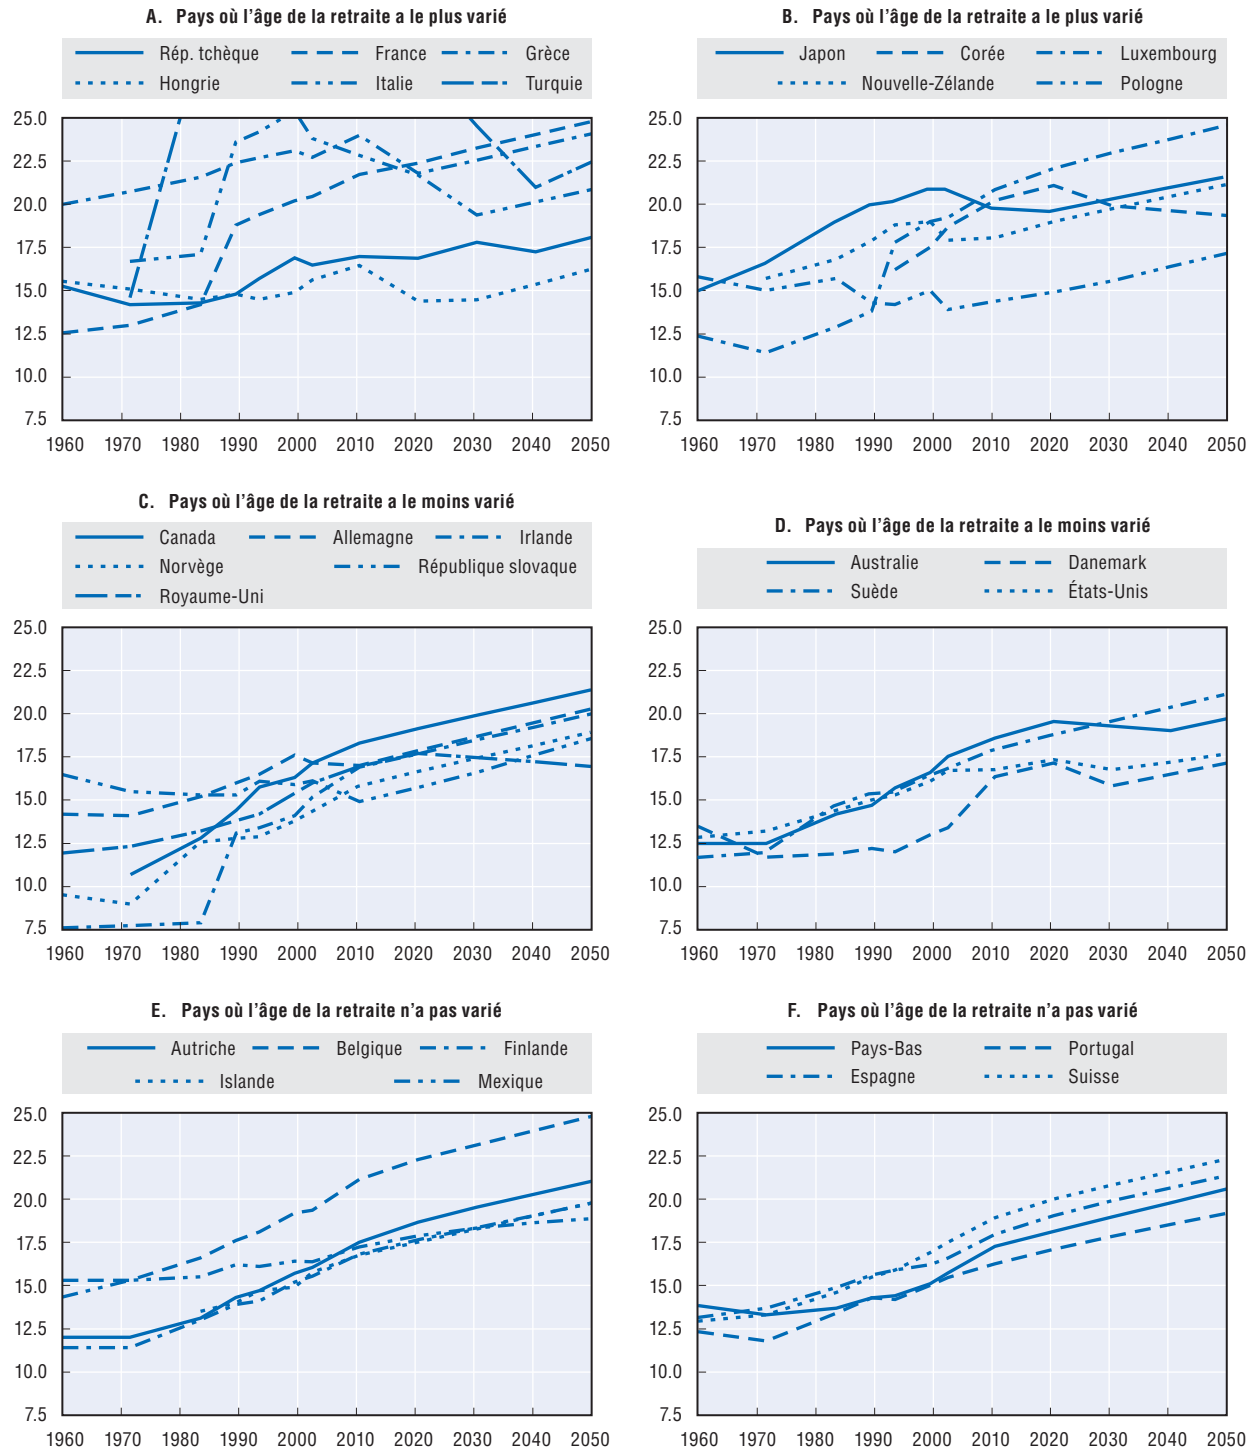 A. Pays où l'âge de la retraite a le plus varié
Rép. tchèque France Grèce
Hongrie Italie Turquie
25.0
22.5
20.0
17.5
15.0
12.5
10.0
7.5
1960 1970 1980 1990 2000 2010 2020 2030 2040 2050
B. Pays où l'âge de la retraite a le plus varié
Japon Corée Luxembourg
Nouvelle-Zélande Pologne
25.0
22.5
20.0
17.5
15.0
12.5
10.0
7.5
1960 1970 1980 1990 2000 2010 2020 2030 2040 2050
C. Pays où l'âge de la retraite a le moins varié
Canada Allemagne Irlande
Norvège République slovaque
Royaume-Uni
25.0
22.5
20.0
17.5
15.0
12.5
10.0
7.5
1960 1970 1980 1990 2000 2010 2020 2030 2040 2050
D. Pays où l'âge de la retraite a le moins varié
Australie Danemark
Suède États-Unis
25.0
22.5
20.0
17.5
15.0
12.5
10.0
7.5
1960 1970 1980 1990 2000 2010 2020 2030 2040 2050
E. Pays où l'âge de la retraite n'a pas varié
Autriche Belgique Finlande
Islande Mexique
25.0
22.5
20.0
17.5
15.0
12.5
10.0
7.5
1960 1970 1980 1990 2000 2010 2020 2030 2040 2050
F. Pays où l'âge de la retraite n'a pas varié
Pays-Bas Portugal
Espagne Suisse
25.0
22.5
20.0
17.5
15.0
12.5
10.0
7.5
1960 1970 1980 1990 2000 2010 2020 2030 2040 2050